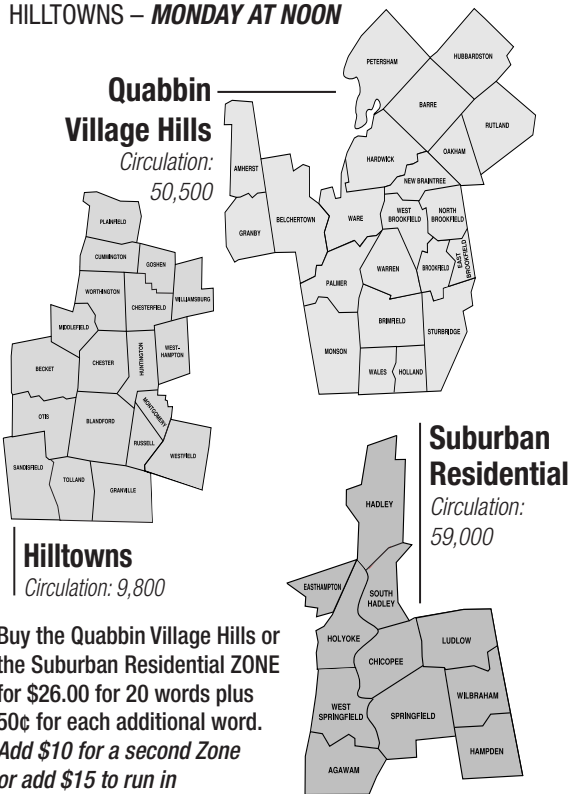 HILLTOWNS – MONDAY AT NOON
Quabbin
Village Hills
Circulation:
50,500
PETERSHAM
HUBBARDSTON
BARRE
RUTLAND
OAKHAM
HARDWICK
NEW BRAINTREE
AMHERST
BELCHERTOWN
GRANBY
WARE
WEST
BROOKFIELD
NORTH
BROOKFIELD
EAST
BROOKFIELD
BROOKFIELD
WARREN
PALMER
BRIMFIELD
STURBRIDGE
MONSON
WALES
HOLLAND
PLAINFIELD
CUMMINGTON
GOSHEN
WORTHINGTON
WILLIAMSBURG
CHESTERFIELD
MIDDLEFIELD
HUNTINGTON
WEST-
HAMPTON
CHESTER
BECKET
MONTGOMERY
OTIS
BLANDFORD
RUSSELL
WESTFIELD
SANDISFIELD
TOLLAND
GRANVILLE
Hilltowns
Circulation: 9,800
Suburban
Residential
Circulation:
59,000
HADLEY
EASTHAMPTON
SOUTH
HADLEY
HOLYOKE
CHICOPEE
LUDLOW
WEST
SPRINGFIELD
SPRINGFIELD
WILBRAHAM
HAMPDEN
AGAWAM
Buy the Quabbin Village Hills or
the Suburban Residential ZONE
for $26.00 for 20 words plus
50¢ for each additional word.
Add $10 for a second Zone
or add $15 to run in